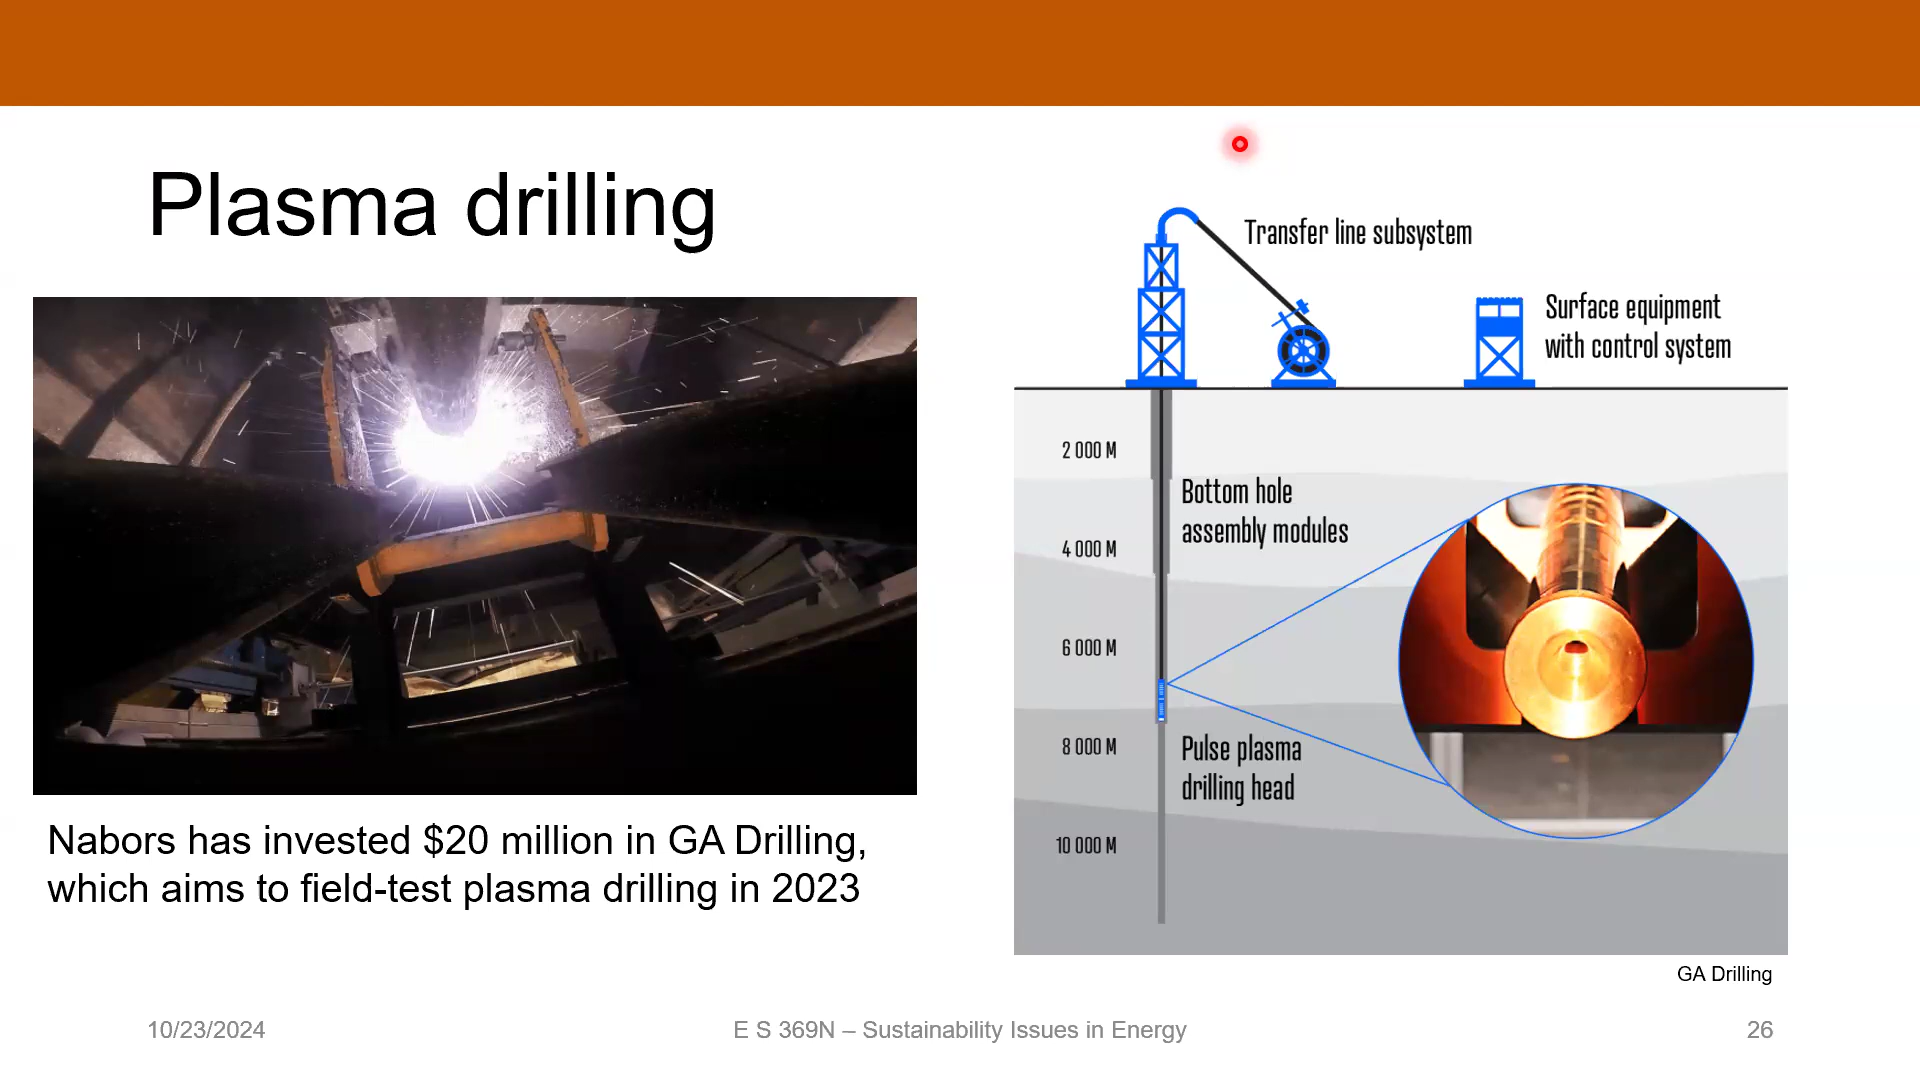 Plasma drilling
Transfer line subsystem
Surface equipment
with control system
2 000 M
Bottom hole
assembly modules
4 000 M
6 000 M
8 000 M
Pulse plasma
drilling head
10 000 M
Nabors has invested $20 million in GA Drilling,
which aims to field-test plasma drilling in 2023
GA Drilling
10/23/2024
E S 369N – Sustainability Issues in Energy
26